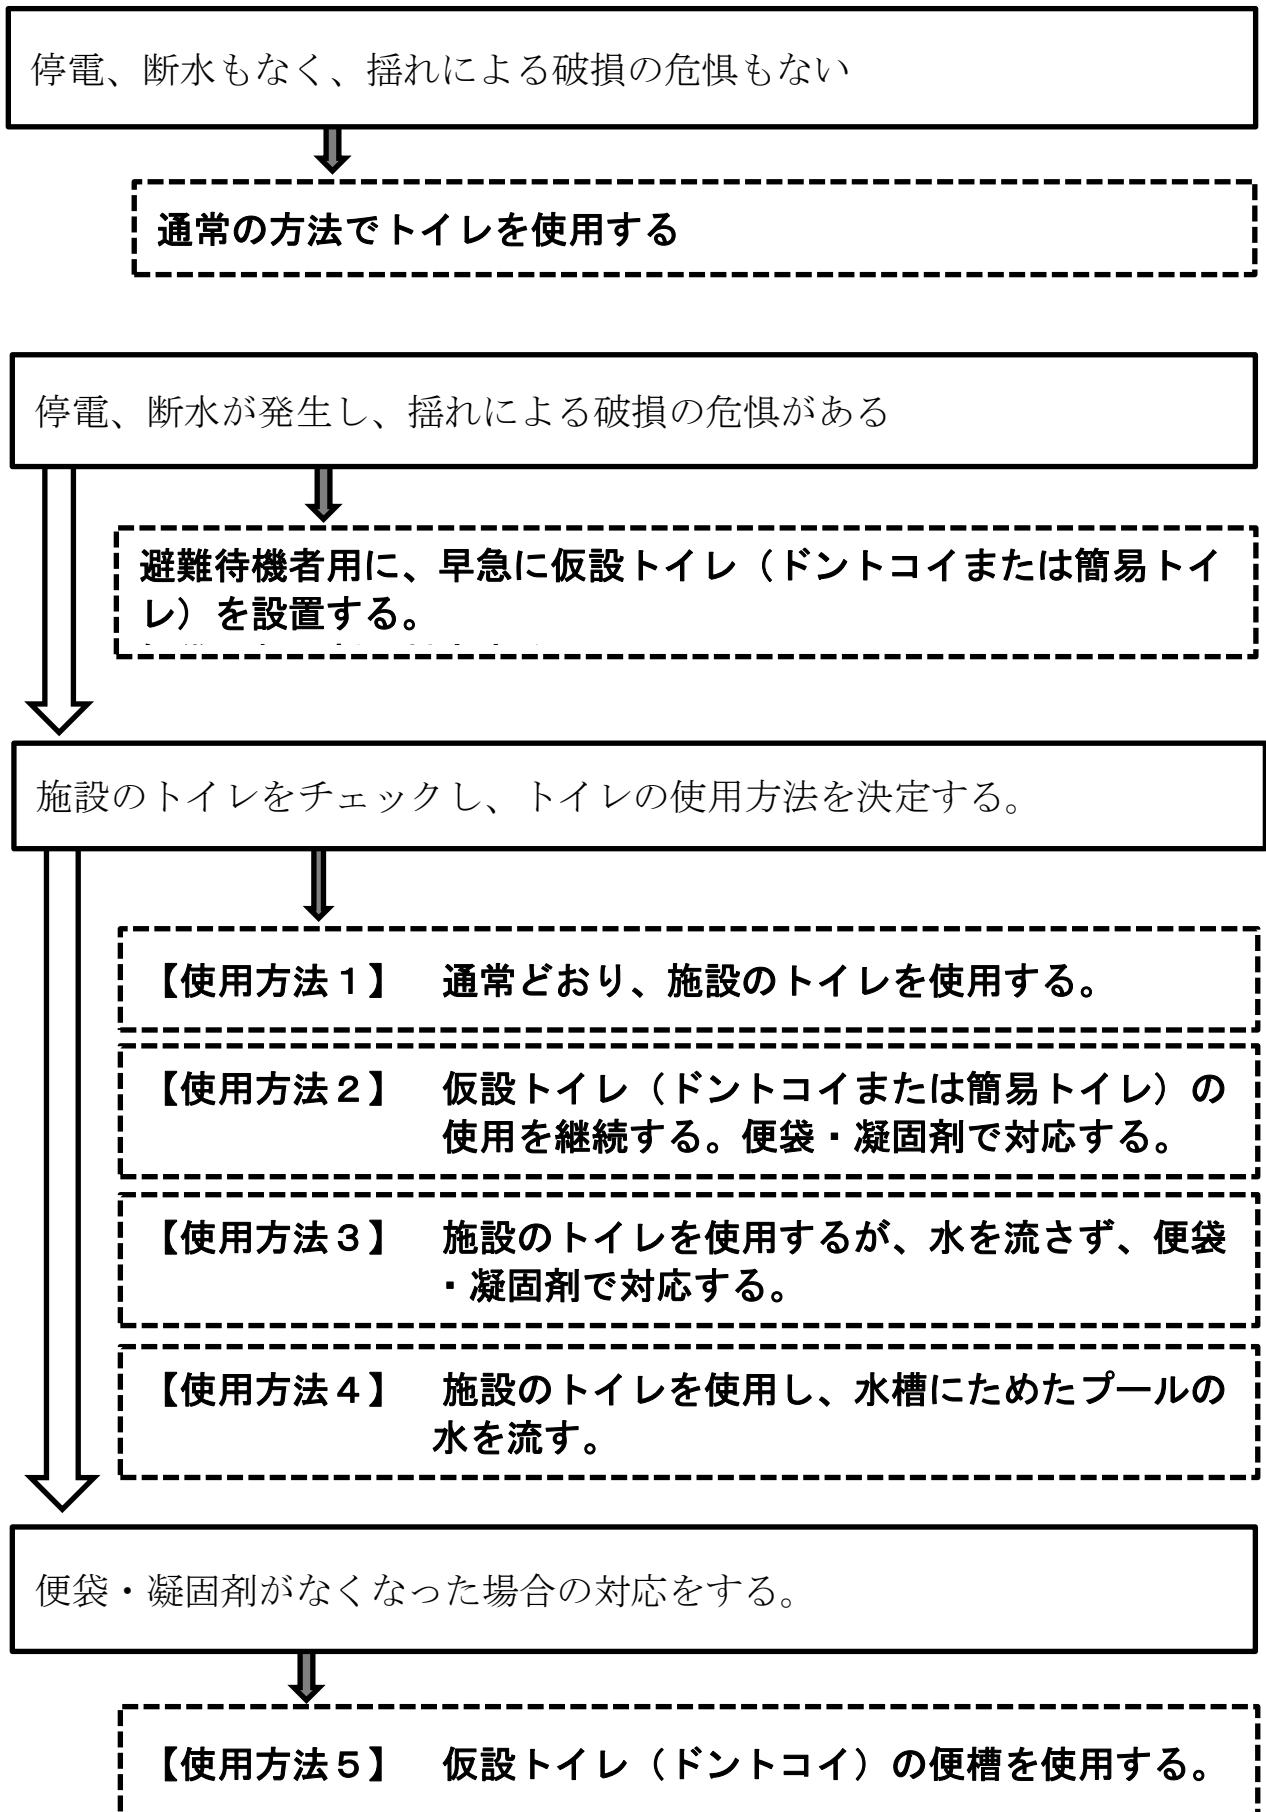 停電、断水もなく、揺れによる破損の危惧もない
通常の方法でトイレを使用する
停電、断水が発生し、揺れによる破損の危惧がある
避難待機者用に、早急に仮設トイレ（ドントコイまたは簡易トイ
レ）を設置する。
施設のトイレをチェックし、トイレの使用方法を決定する。
【使用方法１】　通常どおり、施設のトイレを使用する。
【使用方法２】　仮設トイレ（ドントコイまたは簡易トイレ）の
使用を継続する。便袋・凝固剤で対応する。
【使用方法３】　施設のトイレを使用するが、水を流さず、便袋
・凝固剤で対応する。
【使用方法４】　施設のトイレを使用し、水槽にためたプールの
水を流す。
便袋・凝固剤がなくなった場合の対応をする。
【使用方法５】　仮設トイレ（ドントコイ）の便槽を使用する。